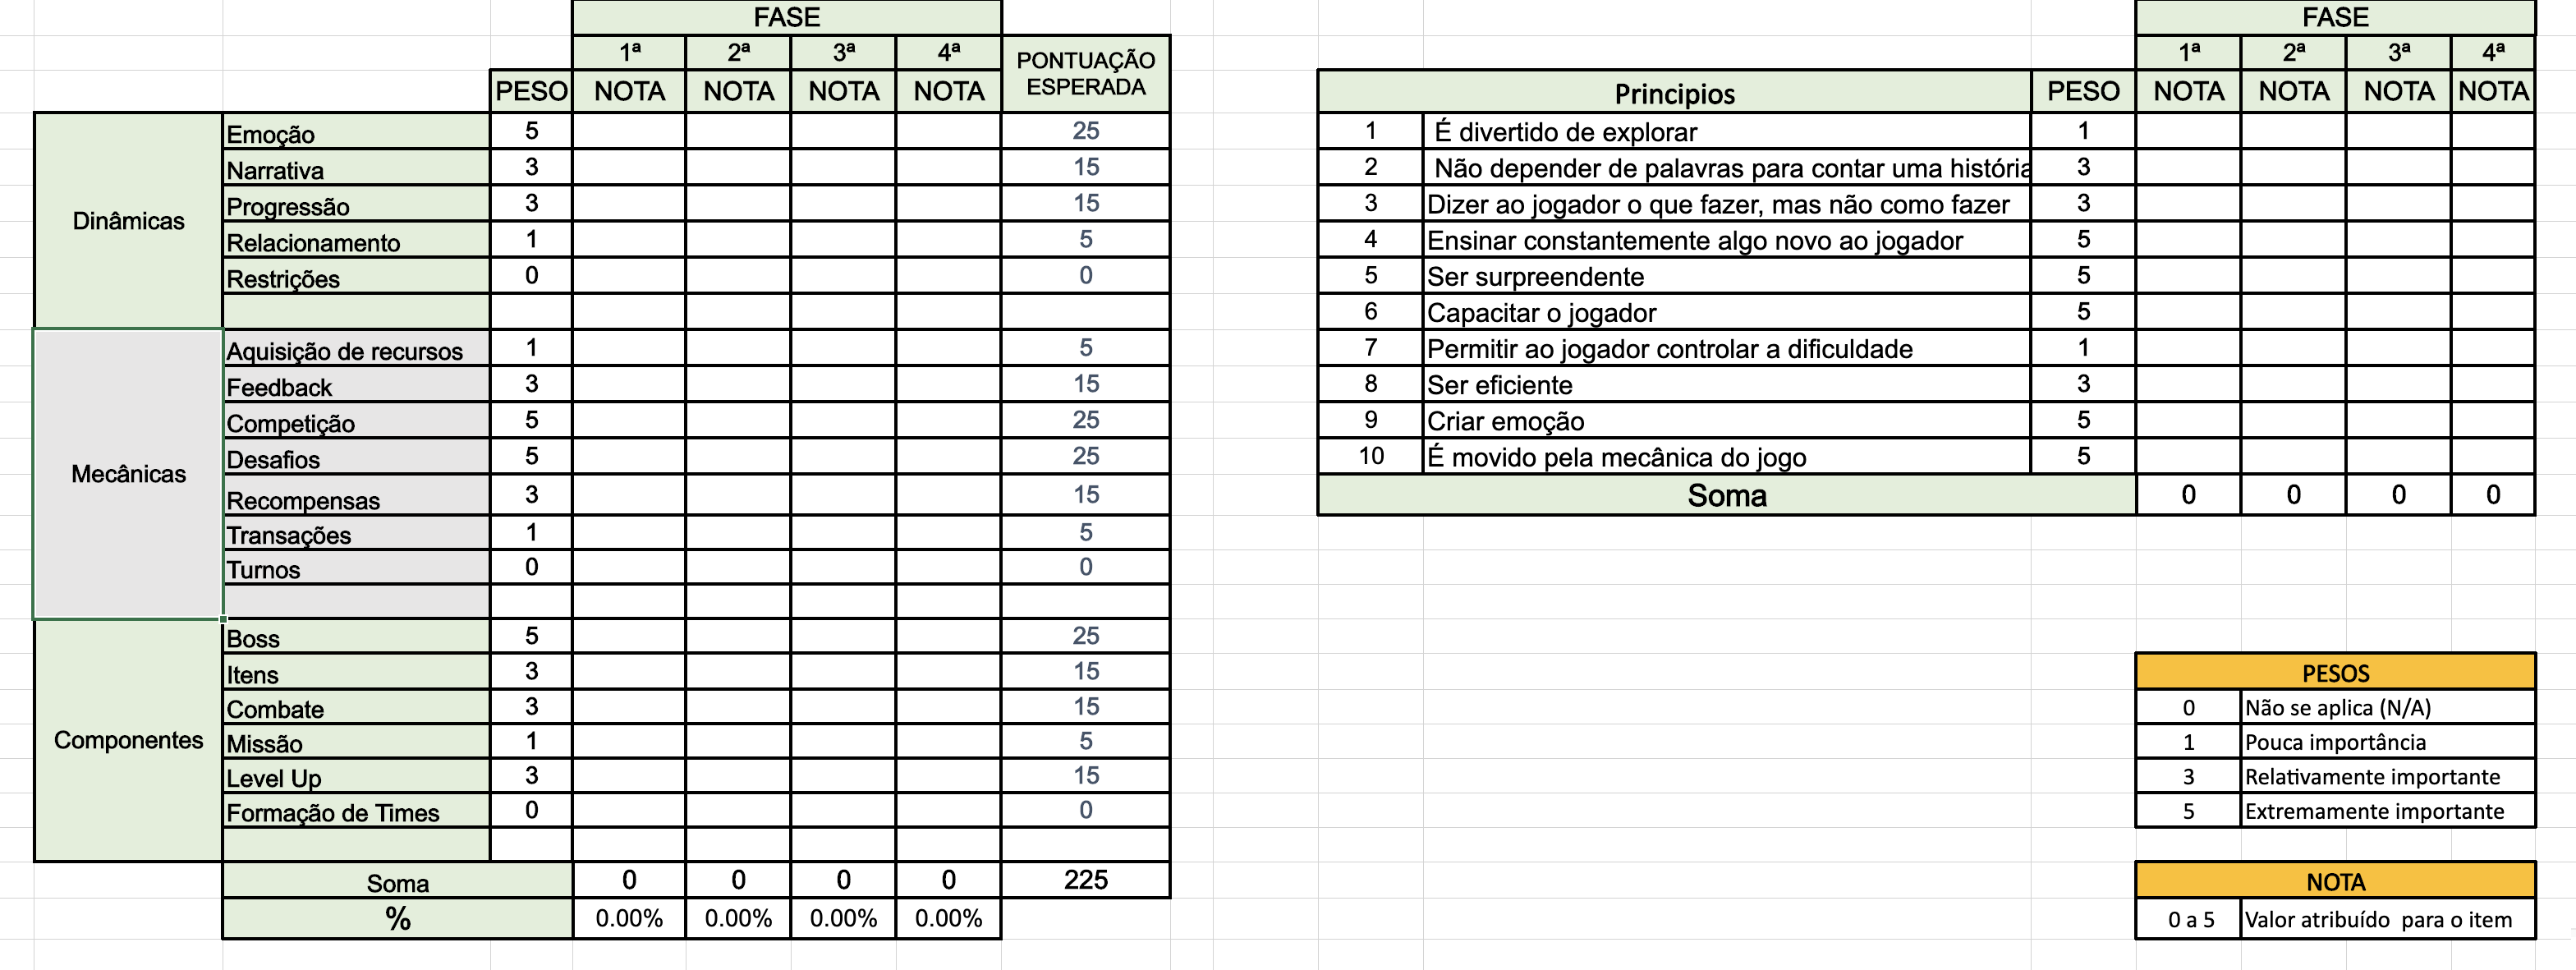 FASE
1ª 2ª 3ª 4ª PONTUAÇÃO ESPERADA
PESO NOTA NOTA NOTA NOTA
Dinâmicas
Emoção 5 25
Narrativa 3 15
Progressão 3 15
Relacionamento 1 5
Restrições 0 0
Mecânicas
Aquisição de recursos 1 5
Feedback 3 15
Competição 5 25
Desafios 5 25
Recompensas 3 15
Transações 1 5
Turnos 0 0
Componentes
Boss 5 25
Itens 3 15
Combate 3 15
Missão 1 5
Level Up 3 15
Formação de Times 0 0
Soma 0 0 0 0 225
% 0.00% 0.00% 0.00% 0.00%
FASE
1ª 2ª 3ª 4ª
Principios PESO NOTA NOTA NOTA NOTA
1 É divertido de explorar 1
2 Não depender de palavras para contar uma história 3
3 Dizer ao jogador o que fazer, mas não como fazer 3
4 Ensinar constantemente algo novo ao jogador 5
5 Ser surpreendente 5
6 Capacitar o jogador 5
7 Permitir ao jogador controlar a dificuldade 1
8 Ser eficiente 3
9 Criar emoção 5
10 É movido pela mecânica do jogo 5
Soma 0 0 0 0
PESOS
0 Não se aplica (N/A)
1 Pouca importância
3 Relativamente importante
5 Extremamente importante
NOTA
0 a 5 Valor atribuído para o item